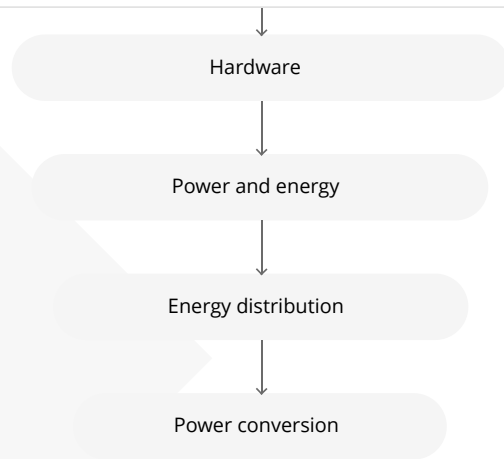 Hardware
Power and energy
Energy distribution
Power conversion